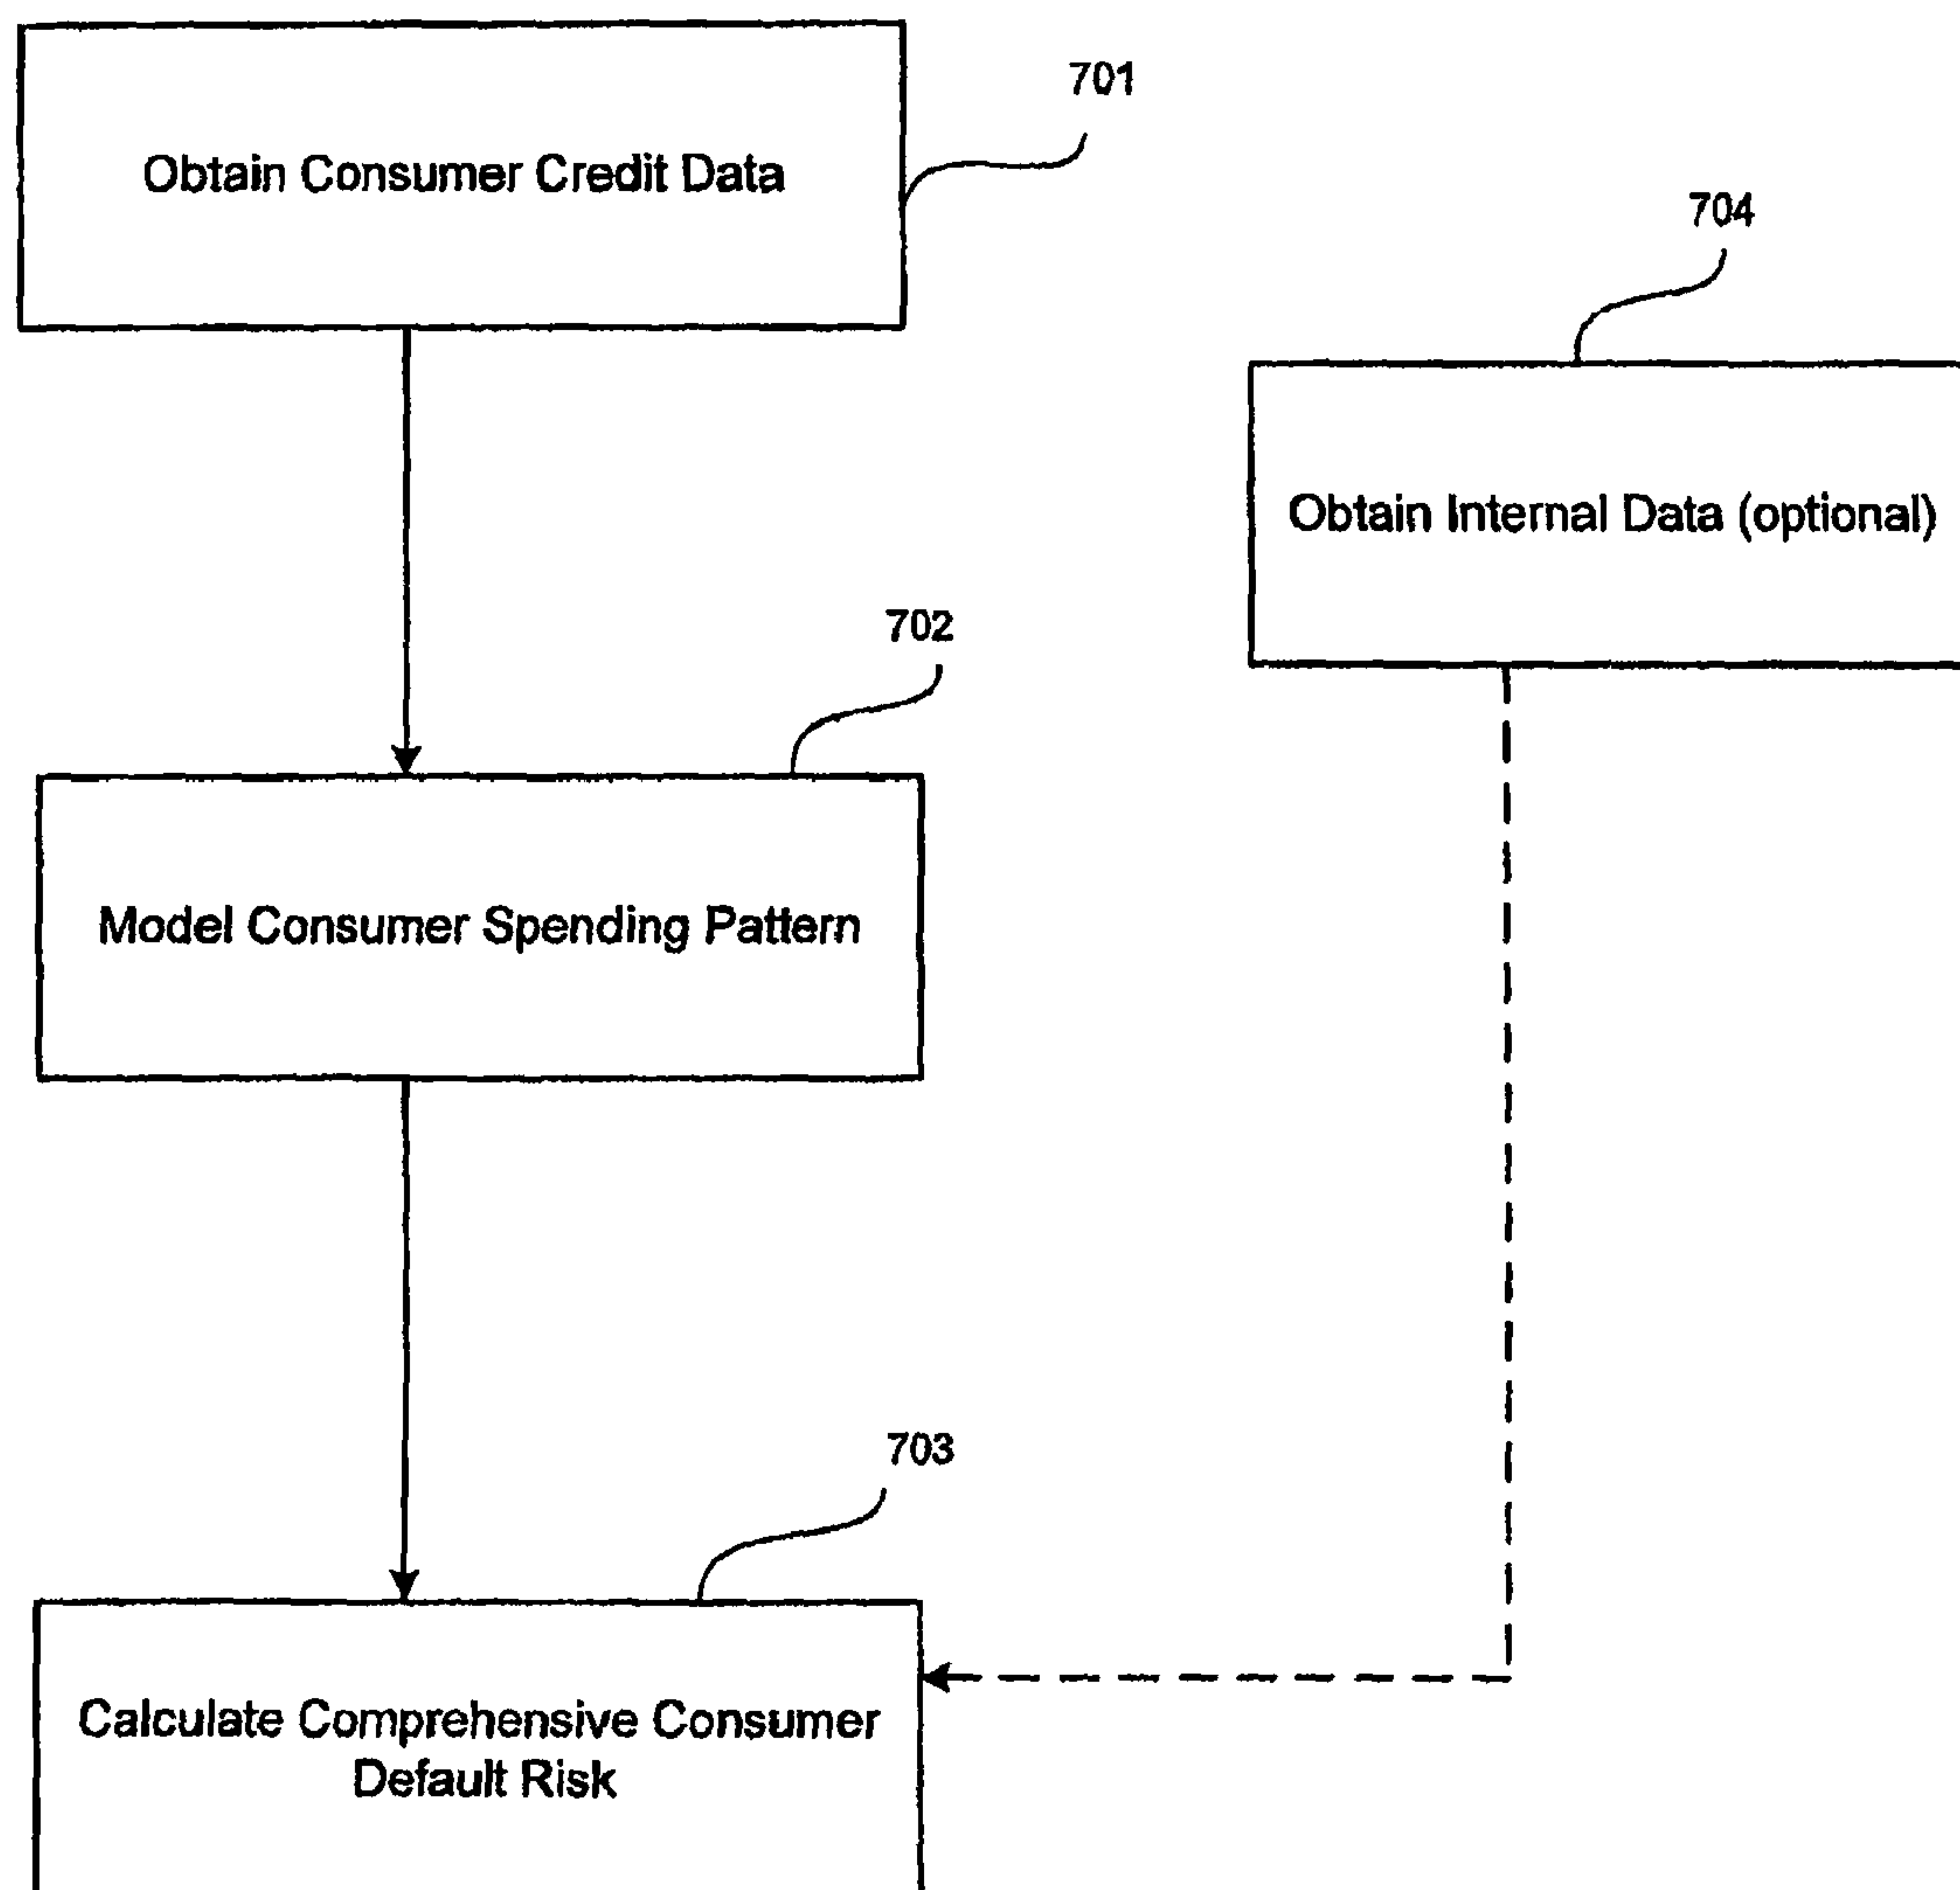 701
Obtain Consumer Credit Data
704
Obtain Internal Data (optional)
702
Model Consumer Spending Pattern
703
Calculate Comprehensive Consumer
Default Risk